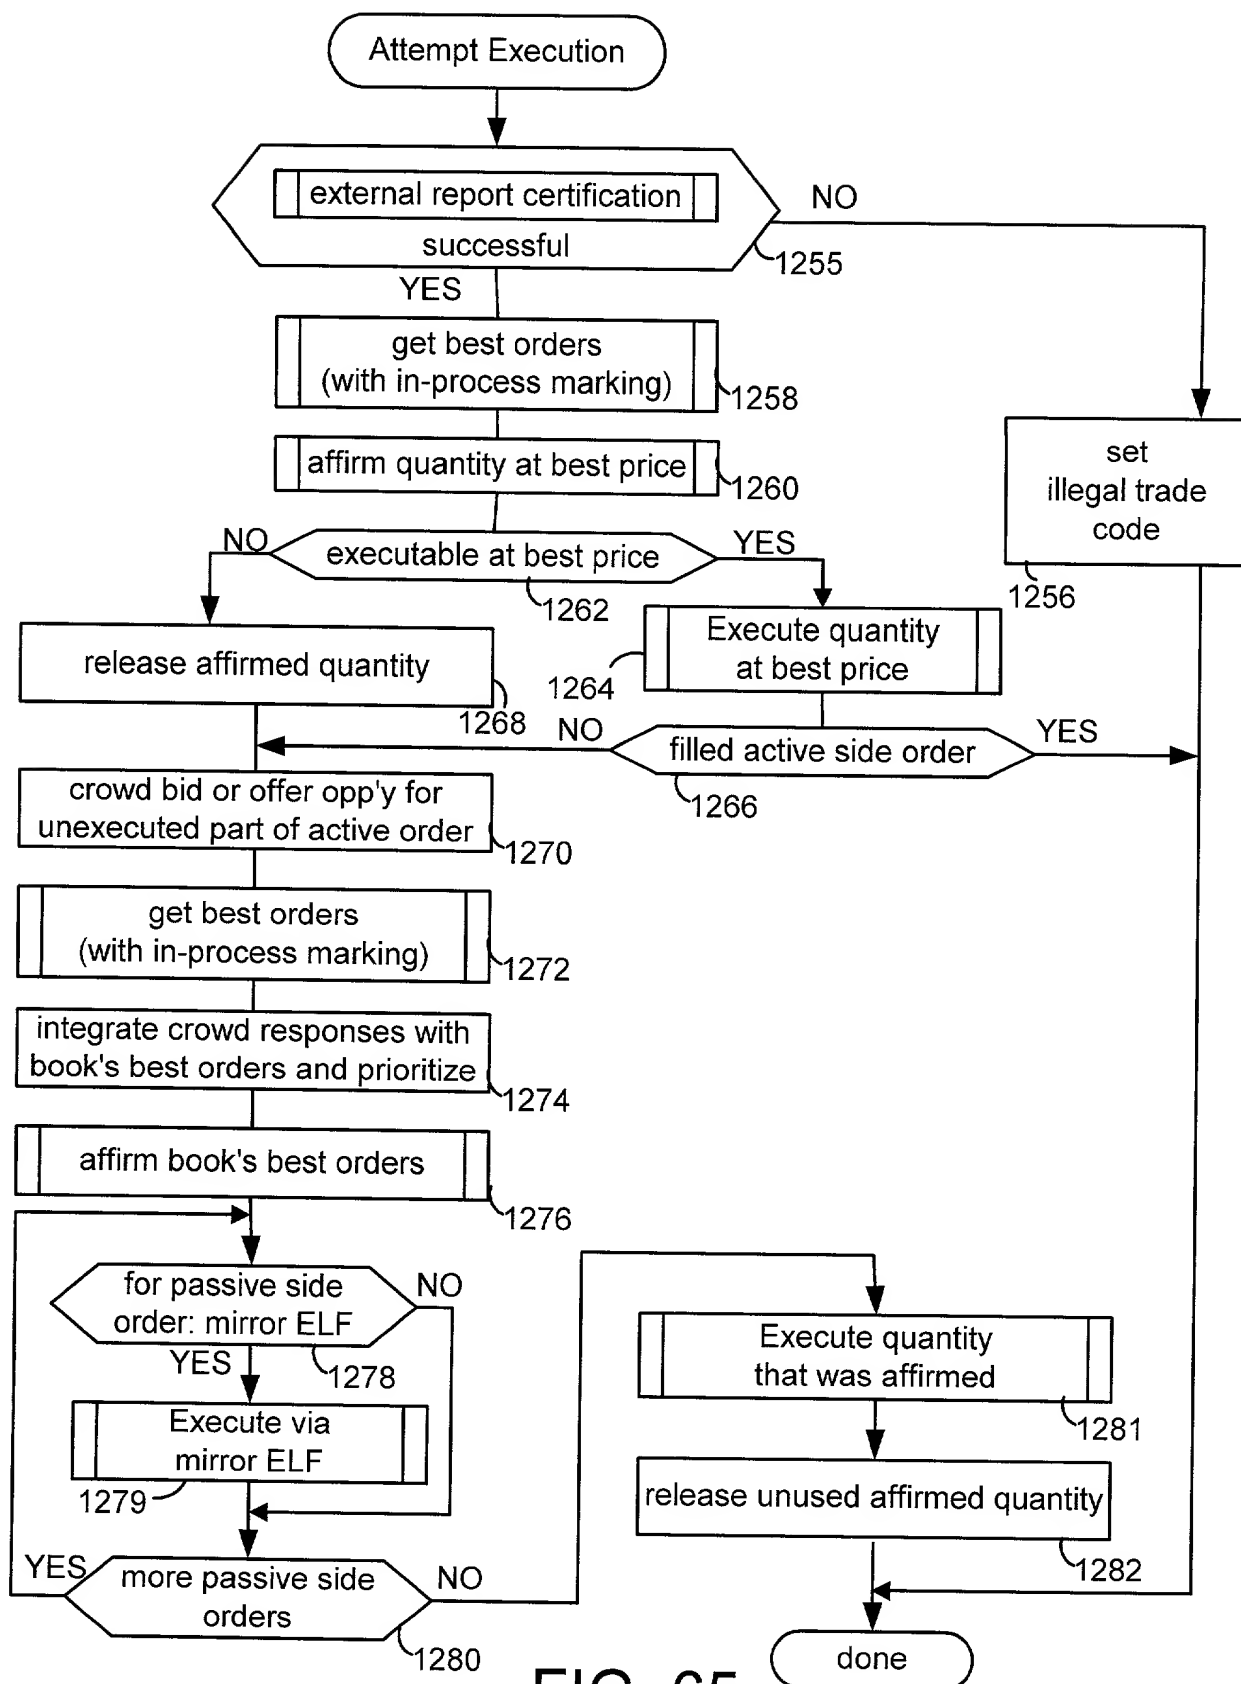 Attempt Execution
external report certification
successful
NO
1255
YES
get best orders
(with in-process marking)
1258
affirm quantity at best price
1260
set
illegal trade
code
1256
NO
executable at best price
YES
1262
release affirmed quantity
1268
Execute quantity
at best price
1264
NO
filled active side order
YES
1266
crowd bid or offer opp'y for
unexecuted part of active order
1270
get best orders
(with in-process marking)
1272
integrate crowd responses with
book's best orders and prioritize
1274
affirm book's best orders
1276
for passive side
order: mirror ELF
NO
YES
1278
Execute via
mirror ELF
1279
YES
more passive side
orders
NO
1280
Execute quantity
that was affirmed
1281
release unused affirmed quantity
1282
done
FIG. 65